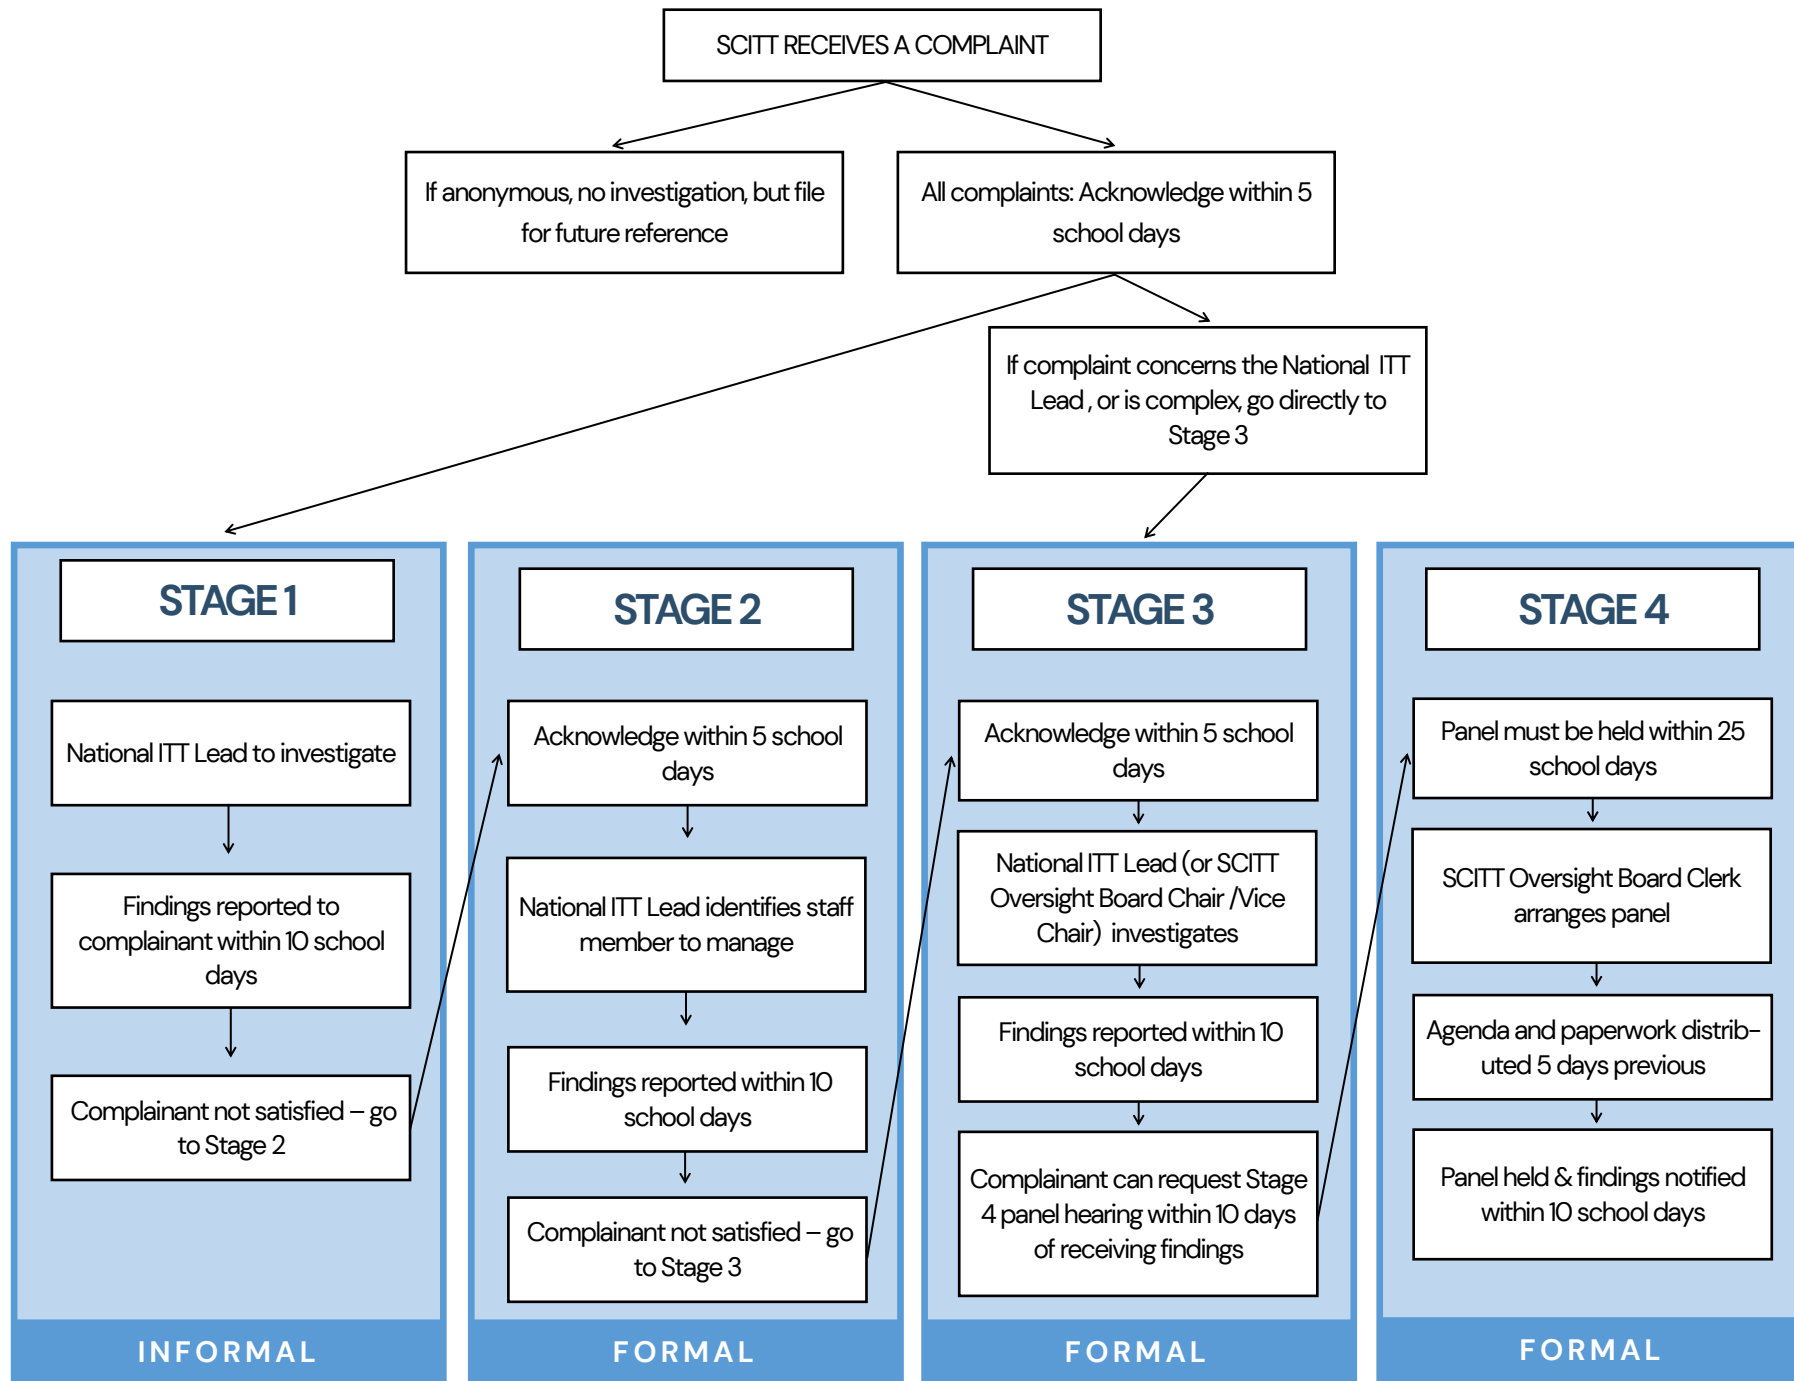 SCITT RECEIVES A COMPLAINT
If anonymous, no investigation, but file
for future reference
All complaints: Acknowledge within 5
school days
If complaint concerns the National ITT
Lead , or is complex, go directly to
Stage 3
STAGE 1
National ITT Lead to investigate
Findings reported to
complainant within 10 school
days
Complainant not satisfied – go
to Stage 2
INFORMAL
STAGE 2
Acknowledge within 5 school
days
National ITT Lead identifies staff
member to manage
Findings reported within 10
school days
Complainant not satisfied – go
to Stage 3
FORMAL
STAGE 3
Acknowledge within 5 school
days
National ITT Lead (or SCITT
Oversight Board Chair /Vice
Chair) investigates
Findings reported within 10
school days
Complainant can request Stage
4 panel hearing within 10 days
of receiving findings
FORMAL
STAGE 4
Panel must be held within 25
school days
SCITT Oversight Board Clerk
arranges panel
Agenda and paperwork distrib-
uted 5 days previous
Panel held & findings notified
within 10 school days
FORMAL